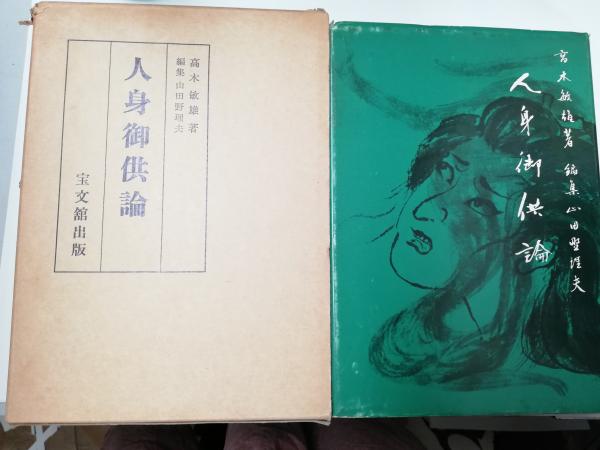 高木敏雄著
編集山田野理夫
人身御供論
宝文館出版
高木敏雄著 編集山田野理夫
人身御供論